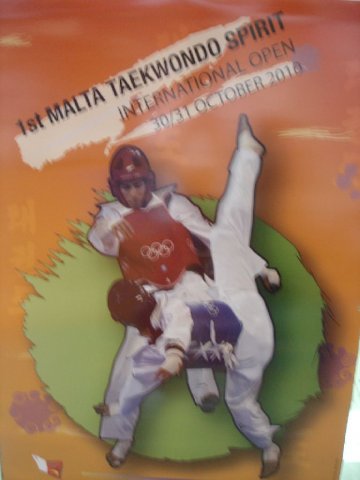 1st MALTA TAEKWONDO SPIRIT
INTERNATIONAL OPEN
30/31 OCTOBER 2010